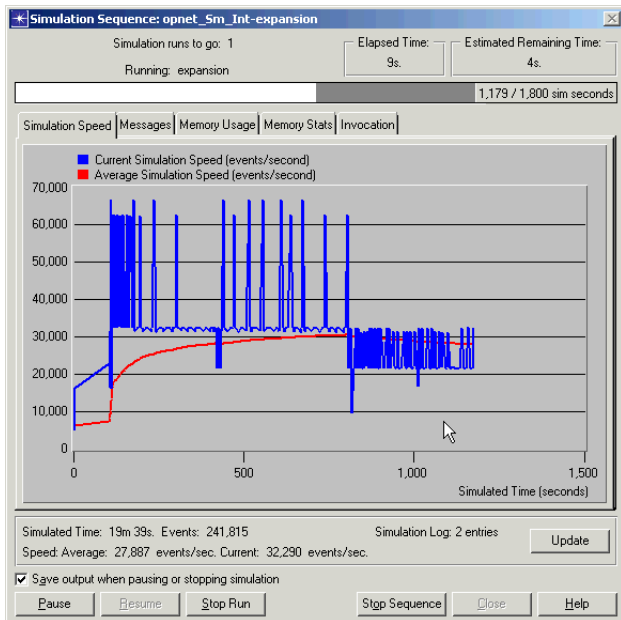 Simulation Sequence: opnet_Sm_Int-expansion
Simulation runs to go: 1
Running: expansion
Elapsed Time:
9s.
Estimated Remaining Time:
4s.
1,179 / 1,800 sim seconds
Simulation Speed Messages Memory Usage Memory Stats Invocation
Current Simulation Speed (events/second)
Average Simulation Speed (events/second)
70,000
60,000
50,000
40,000
30,000
20,000
10,000
0
0 500 1,000 1,500
Simulated Time (seconds)
Simulated Time: 19m 39s. Events: 241,815 Simulation Log: 2 entries
Speed: Average: 27,887 events/sec. Current: 32,290 events/sec.
Update
Save output when pausing or stopping simulation
Pause Resume Stop Run Stop Sequence Close Help